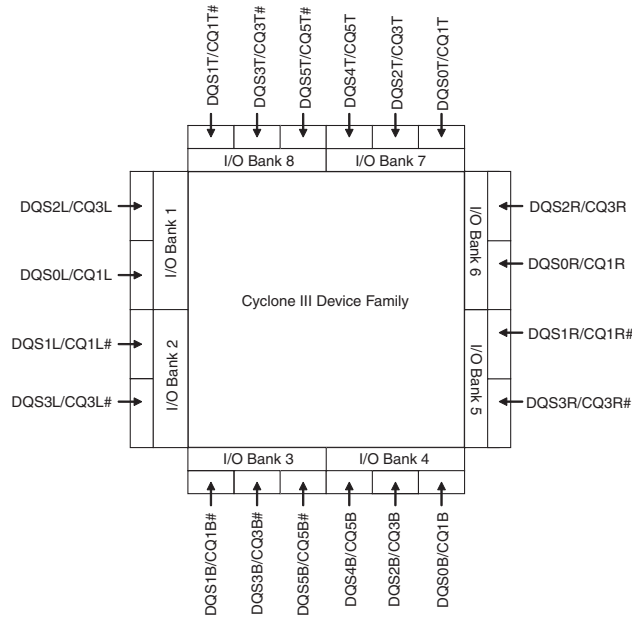 DQS1T/CQ1T#
DQS3T/CQ3T#
DQS5T/CQ5T#
DQS4T/CQ5T
DQS2T/CQ3T
DQS0T/CQ1T
I/O Bank 8
I/O Bank 7
DQS2L/CQ3L
DQS0L/CQ1L
DQS1L/CQ1L#
DQS3L/CQ3L#
I/O Bank 1
I/O Bank 2
Cyclone III Device Family
I/O Bank 6
I/O Bank 5
DQS2R/CQ3R
DQS0R/CQ1R
DQS1R/CQ1R#
DQS3R/CQ3R#
I/O Bank 3
I/O Bank 4
DQS1B/CQ1B#
DQS3B/CQ3B#
DQS5B/CQ5B#
DQS4B/CQ5B
DQS2B/CQ3B
DQS0B/CQ1B